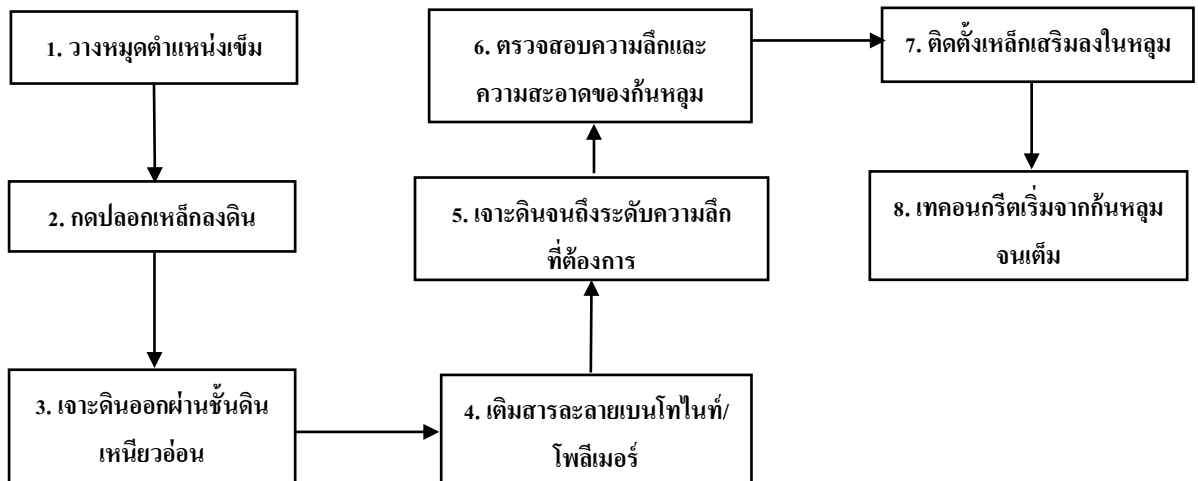 1. วางหมุดตำแหน่งเข็ม
2. กดปลอกเหล็กลงดิน
3. เจาะดินออกผ่านชั้นดิน
เหนียวอ่อน
4. เติมสารละลายเบนโทไนท์/
โพลีเมอร์
5. เจาะดินจนถึงระดับความลึก
ที่ต้องการ
6. ตรวจสอบความลึกและ
ความสะอาดของก้นหลุม
7. ติดตั้งเหล็กเสริมลงในหลุม
8. เทคอนกรีตเริ่มจากก้นหลุม
จนเต็ม